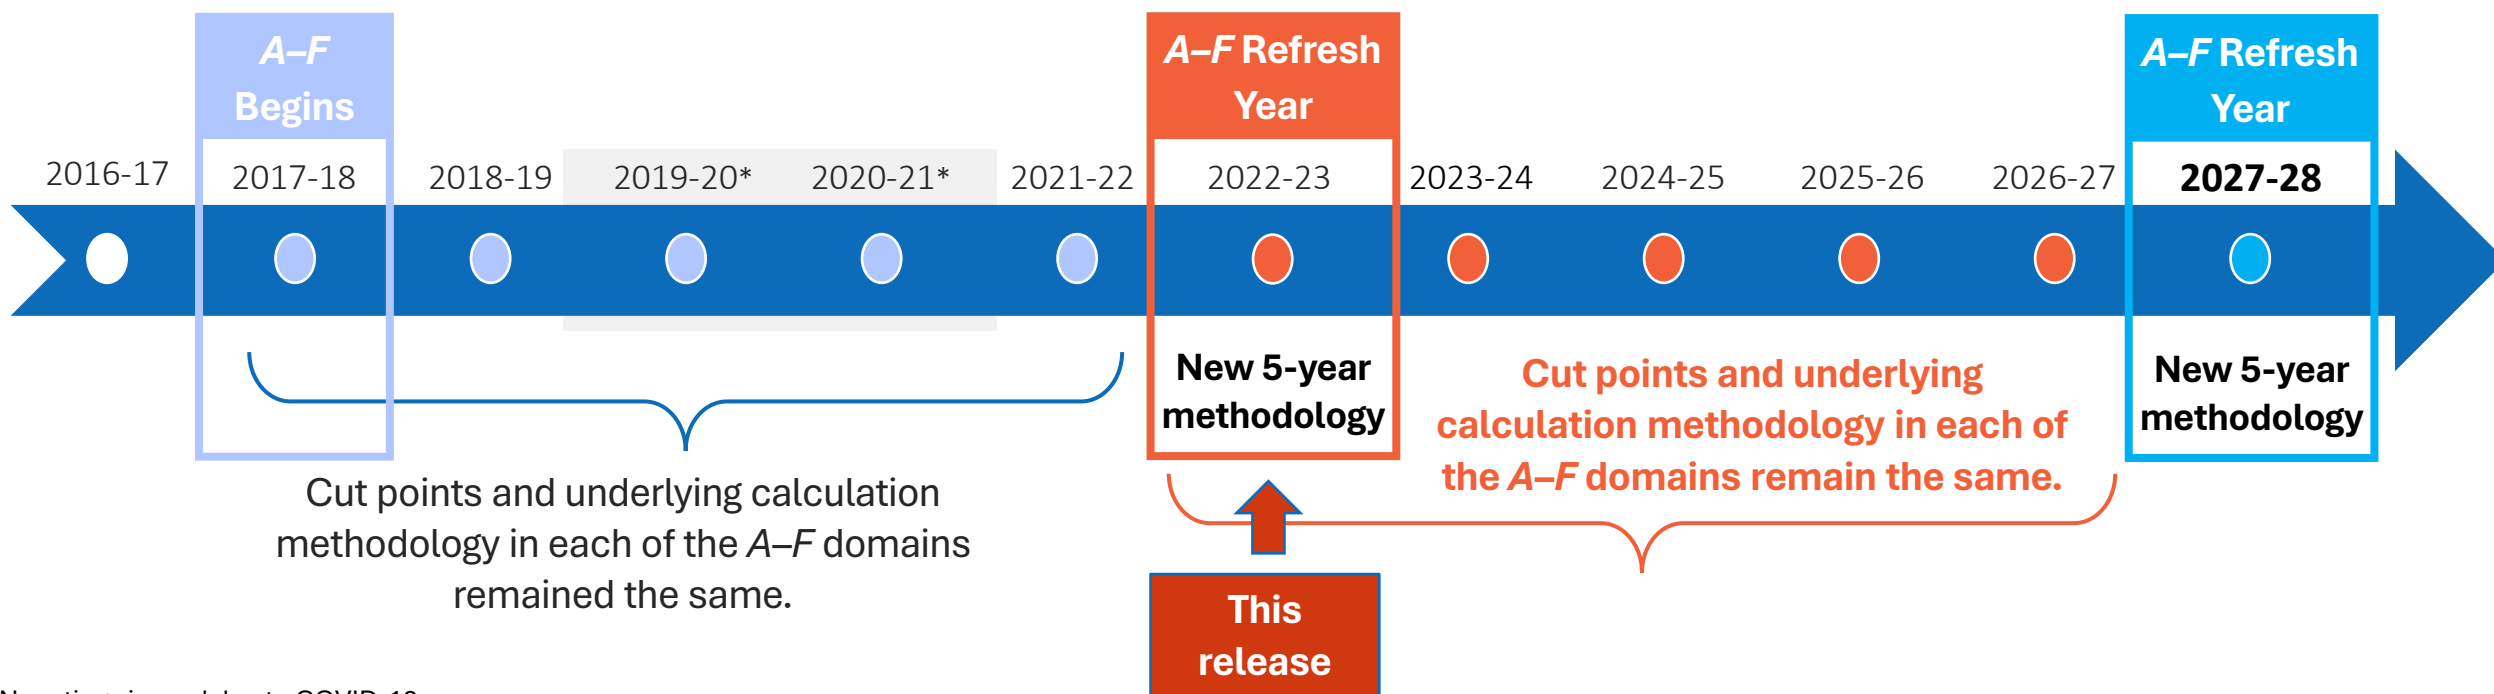 A–F
Begins
A–F Refresh
Year
A–F Refresh
Year
2016-17
2017-18
2018-19
2019-20*
2020-21*
2021-22
2022-23
2023-24
2024-25
2025-26
2026-27
2027-28
New 5-year
methodology
Cut points and underlying
calculation methodology in each of
the A–F domains remain the same.
New 5-year
methodology
Cut points and underlying calculation
methodology in each of the A–F domains
remained the same.
This
release